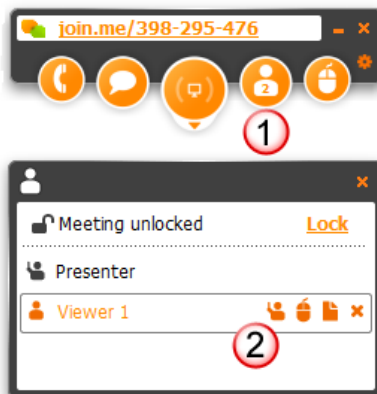 join.me/398-295-476
2
1
Meeting unlocked Lock
Presenter
Viewer 1
2